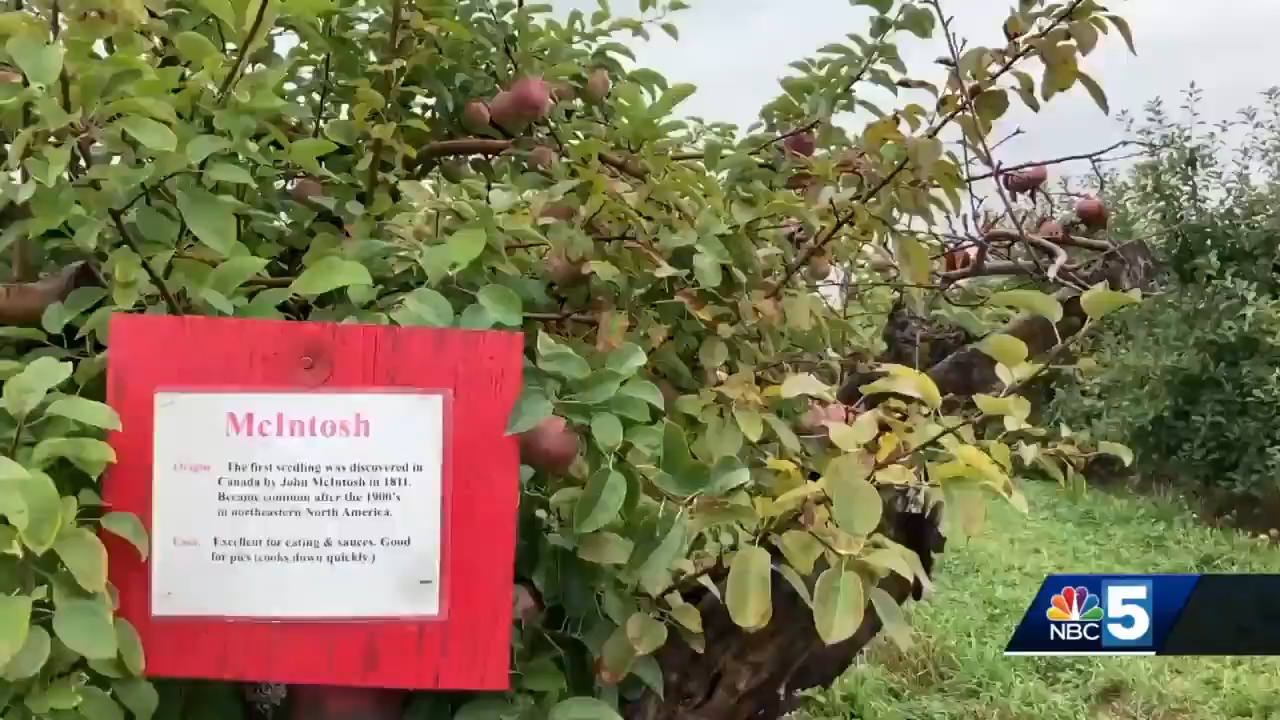 McIntosh
Origin The first seedling was discovered in
Canada by John McIntosh in 1811.
Became common after the 1900's
in northeastern North America.
Uses Excellent for eating & sauces. Good
for pies (cooks down quickly.)
NBC 5